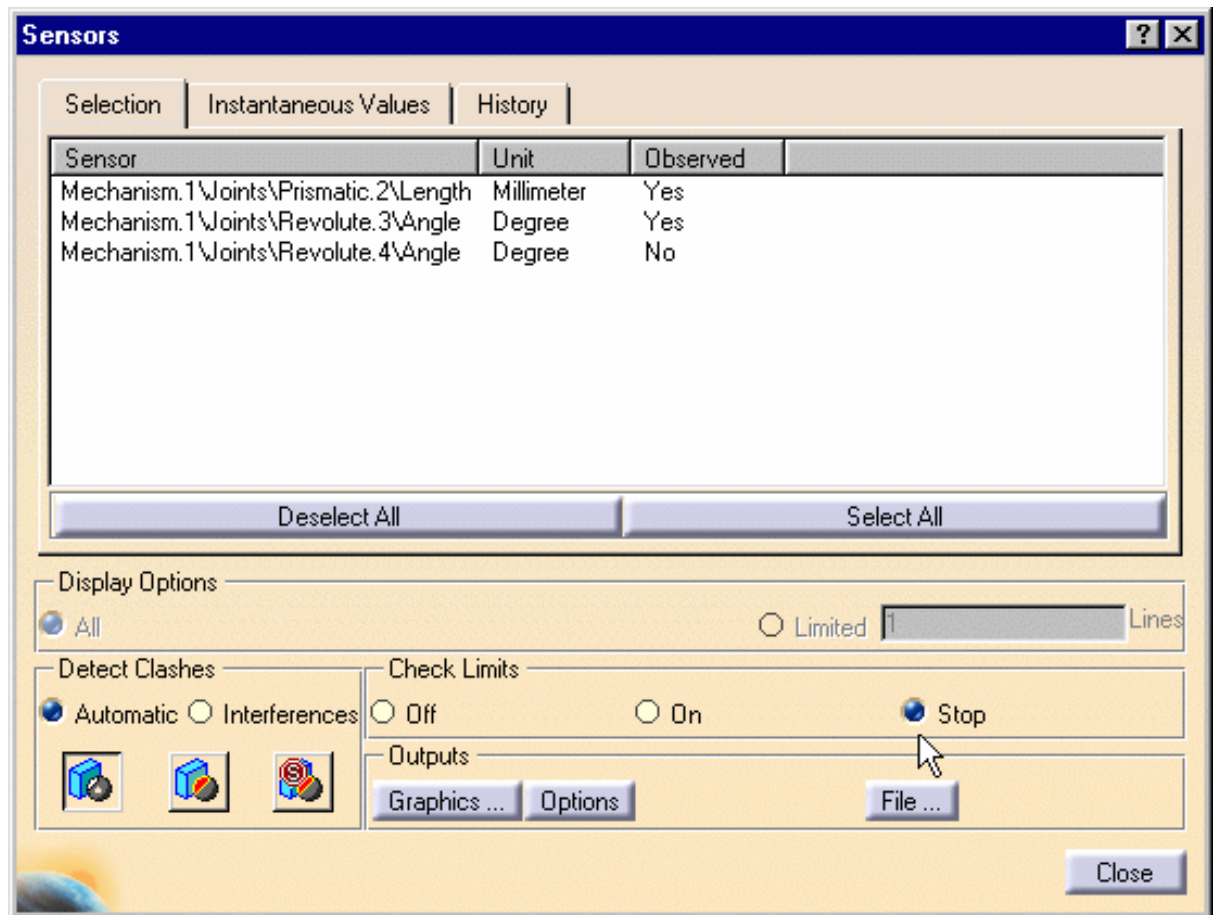 Sensors
Selection Instantaneous Values History
Sensor Unit Observed
Mechanism.1\Joints\Prismatic.2\Length Millimeter Yes
Mechanism.1\Joints\Revolute.3\Angle Degree Yes
Mechanism.1\Joints\Revolute.4\Angle Degree No
Deselect All Select All
Display Options
All Limited 1 Lines
Detect Clashes Check Limits
Automatic Interferences Off On Stop
Outputs
Graphics ... Options File ...
Close